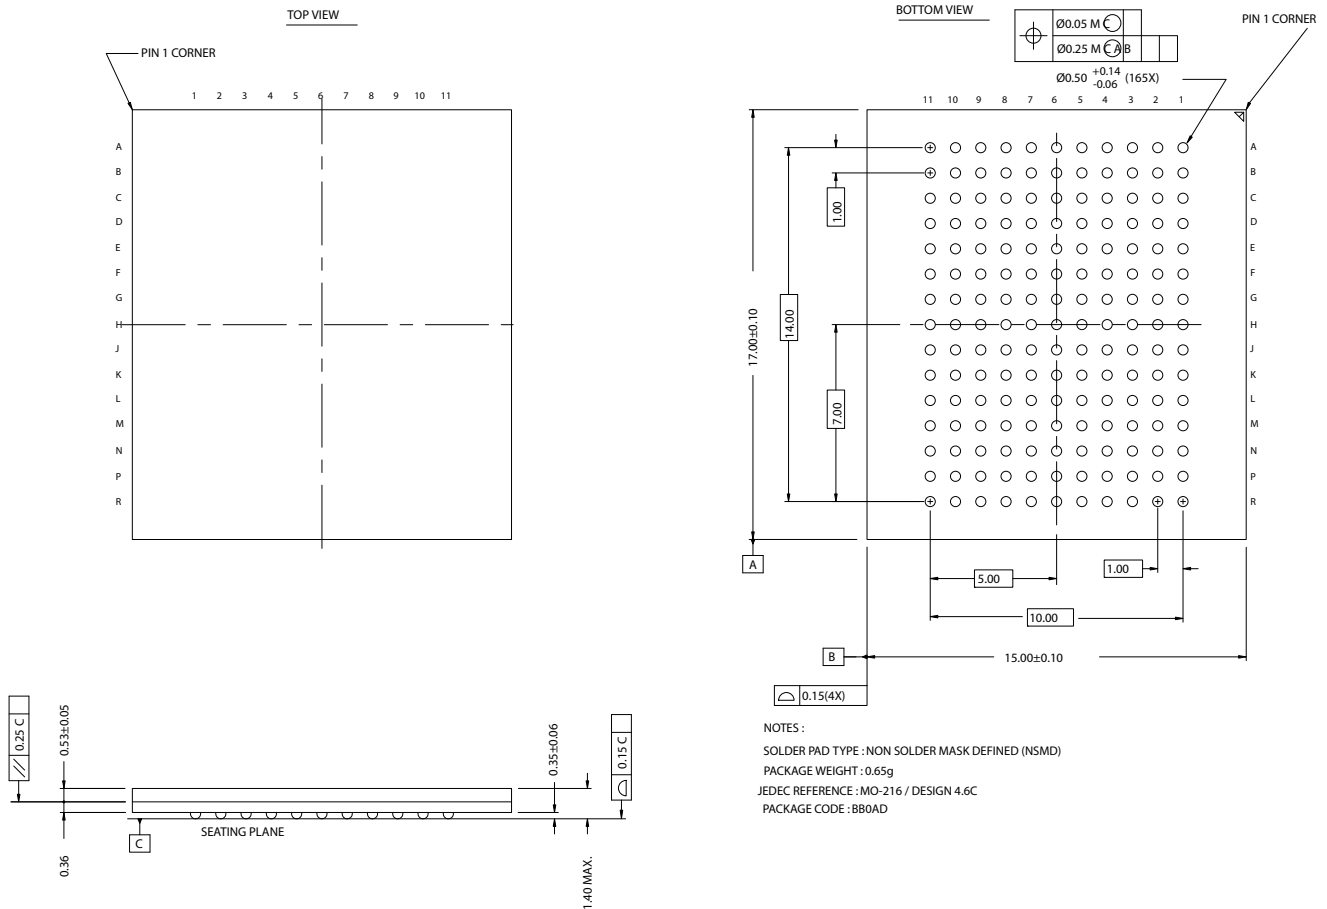 TOP VIEW
PIN 1 CORNER
1 2 3 4 5 6 7 8 9 10 11
A
B
C
D
E
F
G
H
J
K
L
M
N
P
R
BOTTOM VIEW
PIN 1 CORNER
Ø0.05 M C
Ø0.25 M C A B
Ø0.50 +0.14 -0.06 (165X)
11 10 9 8 7 6 5 4 3 2 1
A
B
C
D
E
F
G
H
J
K
L
M
N
P
R
1.00
14.00
17.00±0.10
7.00
A
5.00
1.00
10.00
B
15.00±0.10
0.15(4X)
0.25 C
0.53±0.05
0.35±0.06
0.15 C
SEATING PLANE
C
0.36
1.40 MAX.
NOTES :
SOLDER PAD TYPE : NON SOLDER MASK DEFINED (NSMD)
PACKAGE WEIGHT : 0.65g
JEDEC REFERENCE : MO-216 / DESIGN 4.6C
PACKAGE CODE : BB0AD